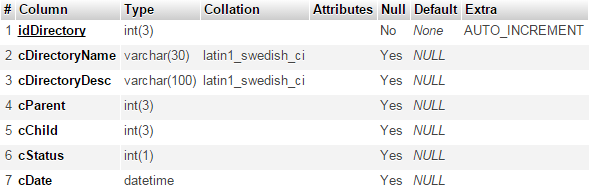 # Column Type Collation Attributes Null Default Extra
1 idDirectory int(3) No None AUTO_INCREMENT
2 cDirectoryName varchar(30) latin1_swedish_ci Yes NULL
3 cDirectoryDesc varchar(100) latin1_swedish_ci Yes NULL
4 cParent int(3) Yes NULL
5 cChild int(3) Yes NULL
6 cStatus int(1) Yes NULL
7 cDate datetime Yes NULL